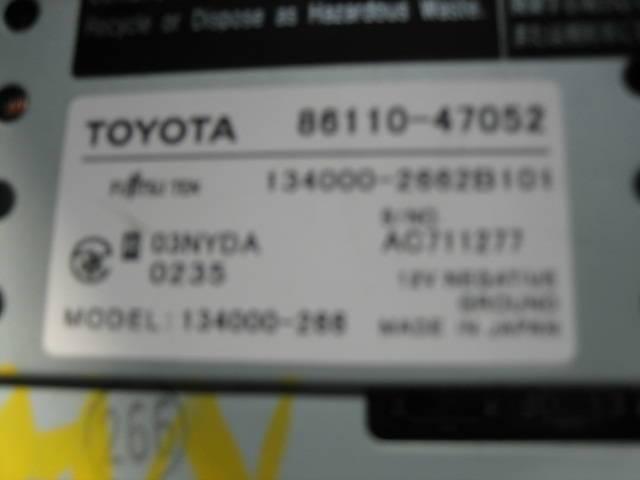 Recycle or Dispose as Hazardous Waste.
TOYOTA 86110-47052
FUJITSU TEN 134000-2662B101
S/NO
03NYDA AC711277
0235
12V NEGATIVE
GROUND
MODEL:134000-266 MADE IN JAPAN
266